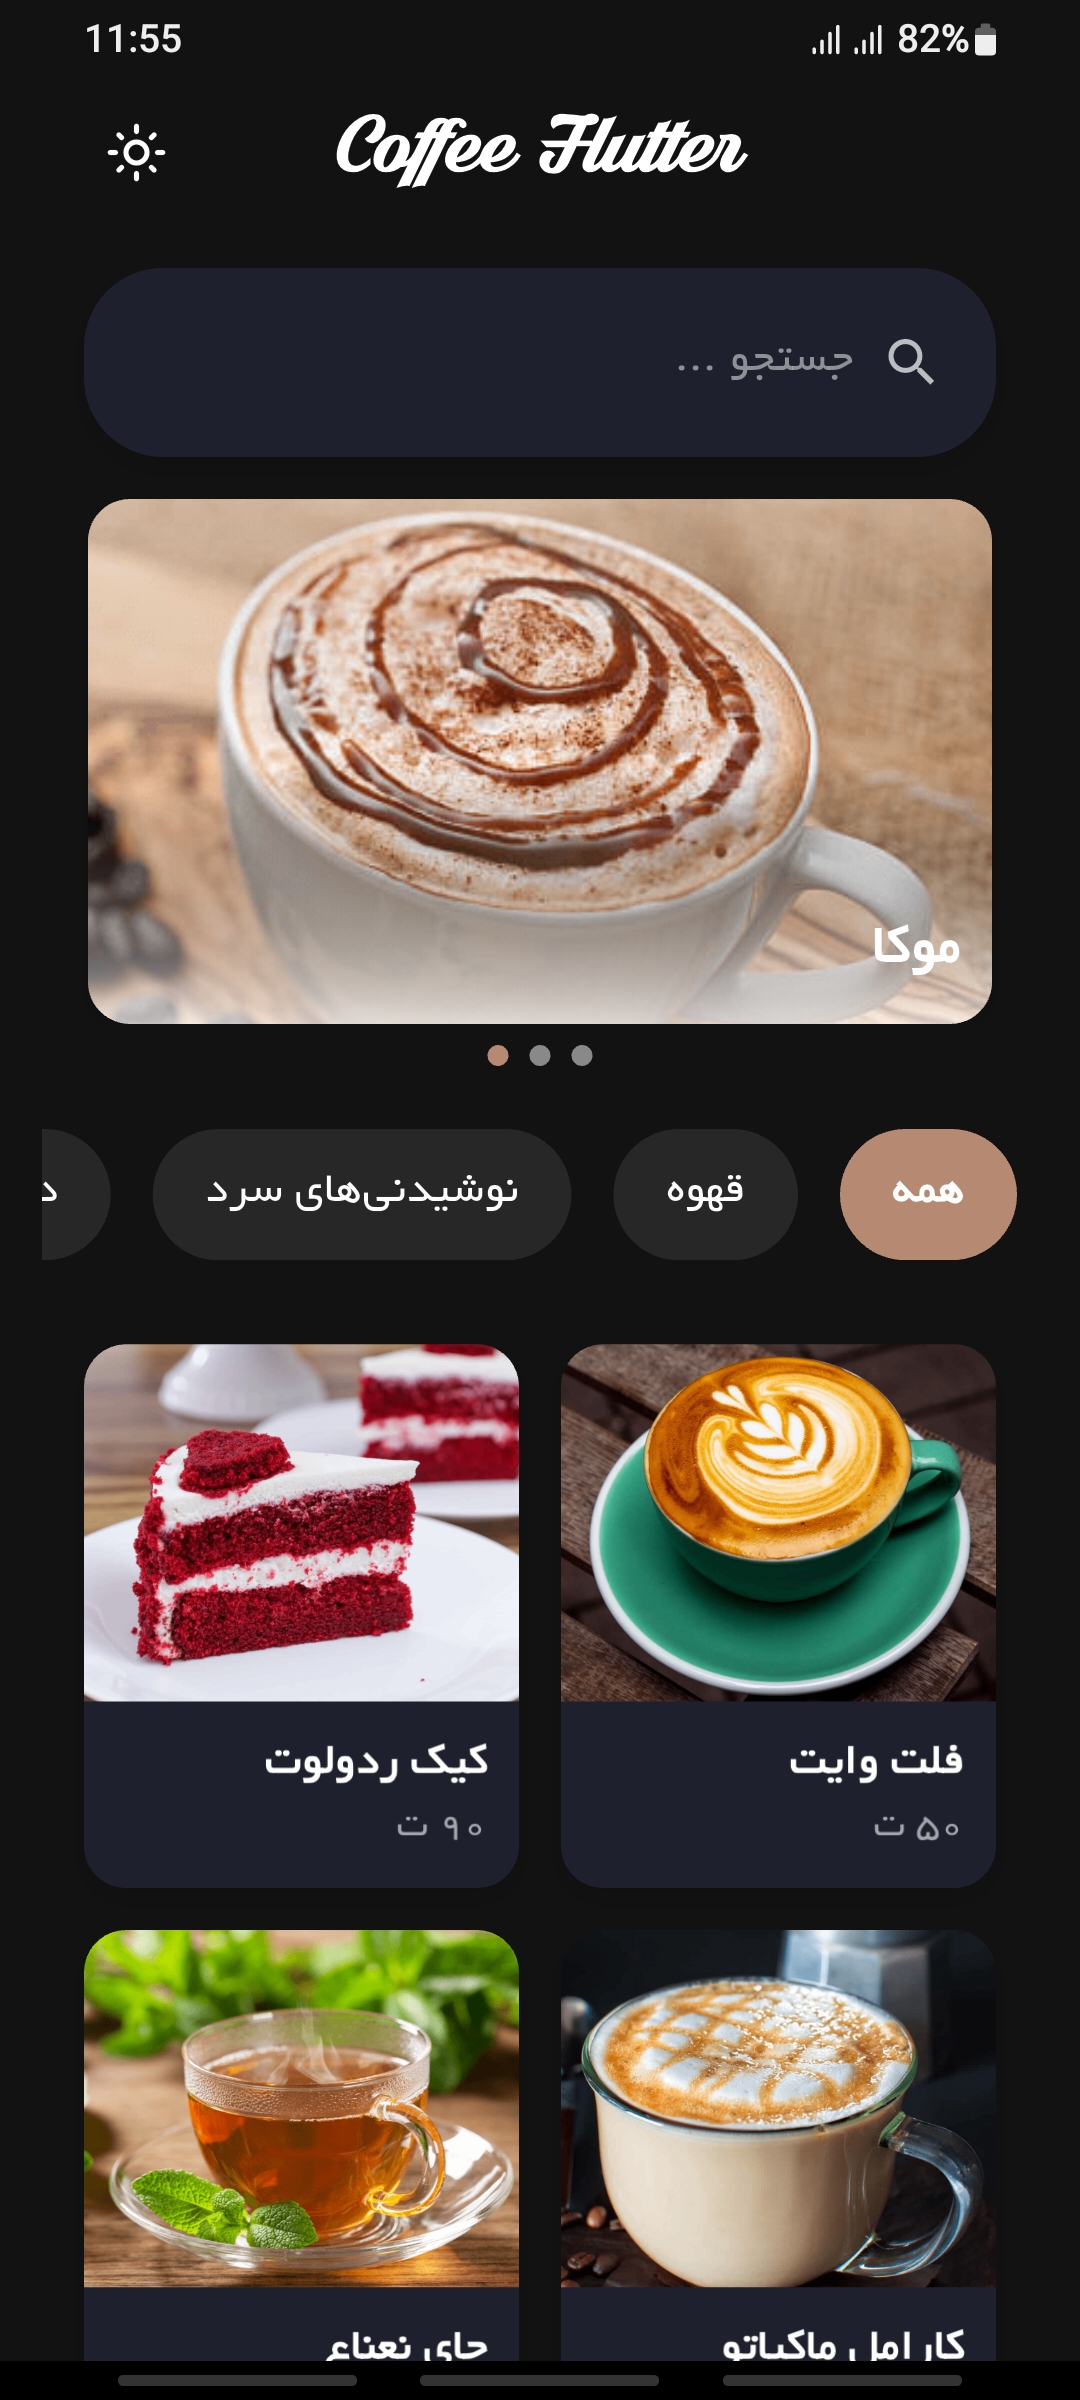 11:55
82%
Coffee Flutter
جستجو ...
موکا
همه
قهوه
نوشیدنی‌های سرد
د
فلت وایت
۵۰ ت
کیک ردولوت
۹۰ ت
کارامل ماکیاتو
چای نعناع